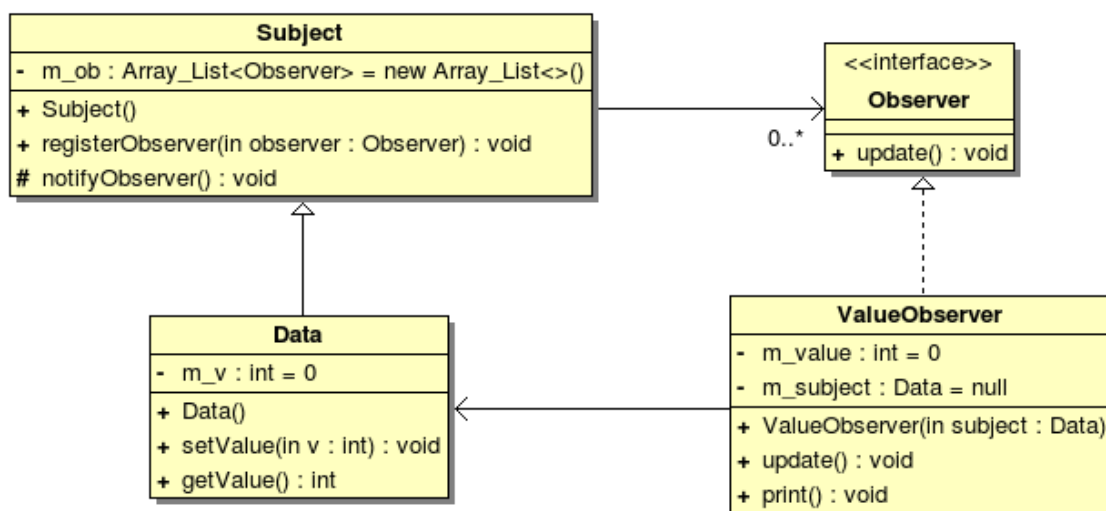 Subject
- m_ob : Array_List<Observer> = new Array_List<>()
+ Subject()
+ registerObserver(in observer : Observer) : void
# notifyObserver() : void
<<interface>>
Observer
+ update() : void
0..*
Data
- m_v : int = 0
+ Data()
+ setValue(in v : int) : void
+ getValue() : int
ValueObserver
- m_value : int = 0
- m_subject : Data = null
+ ValueObserver(in subject : Data)
+ update() : void
+ print() : void